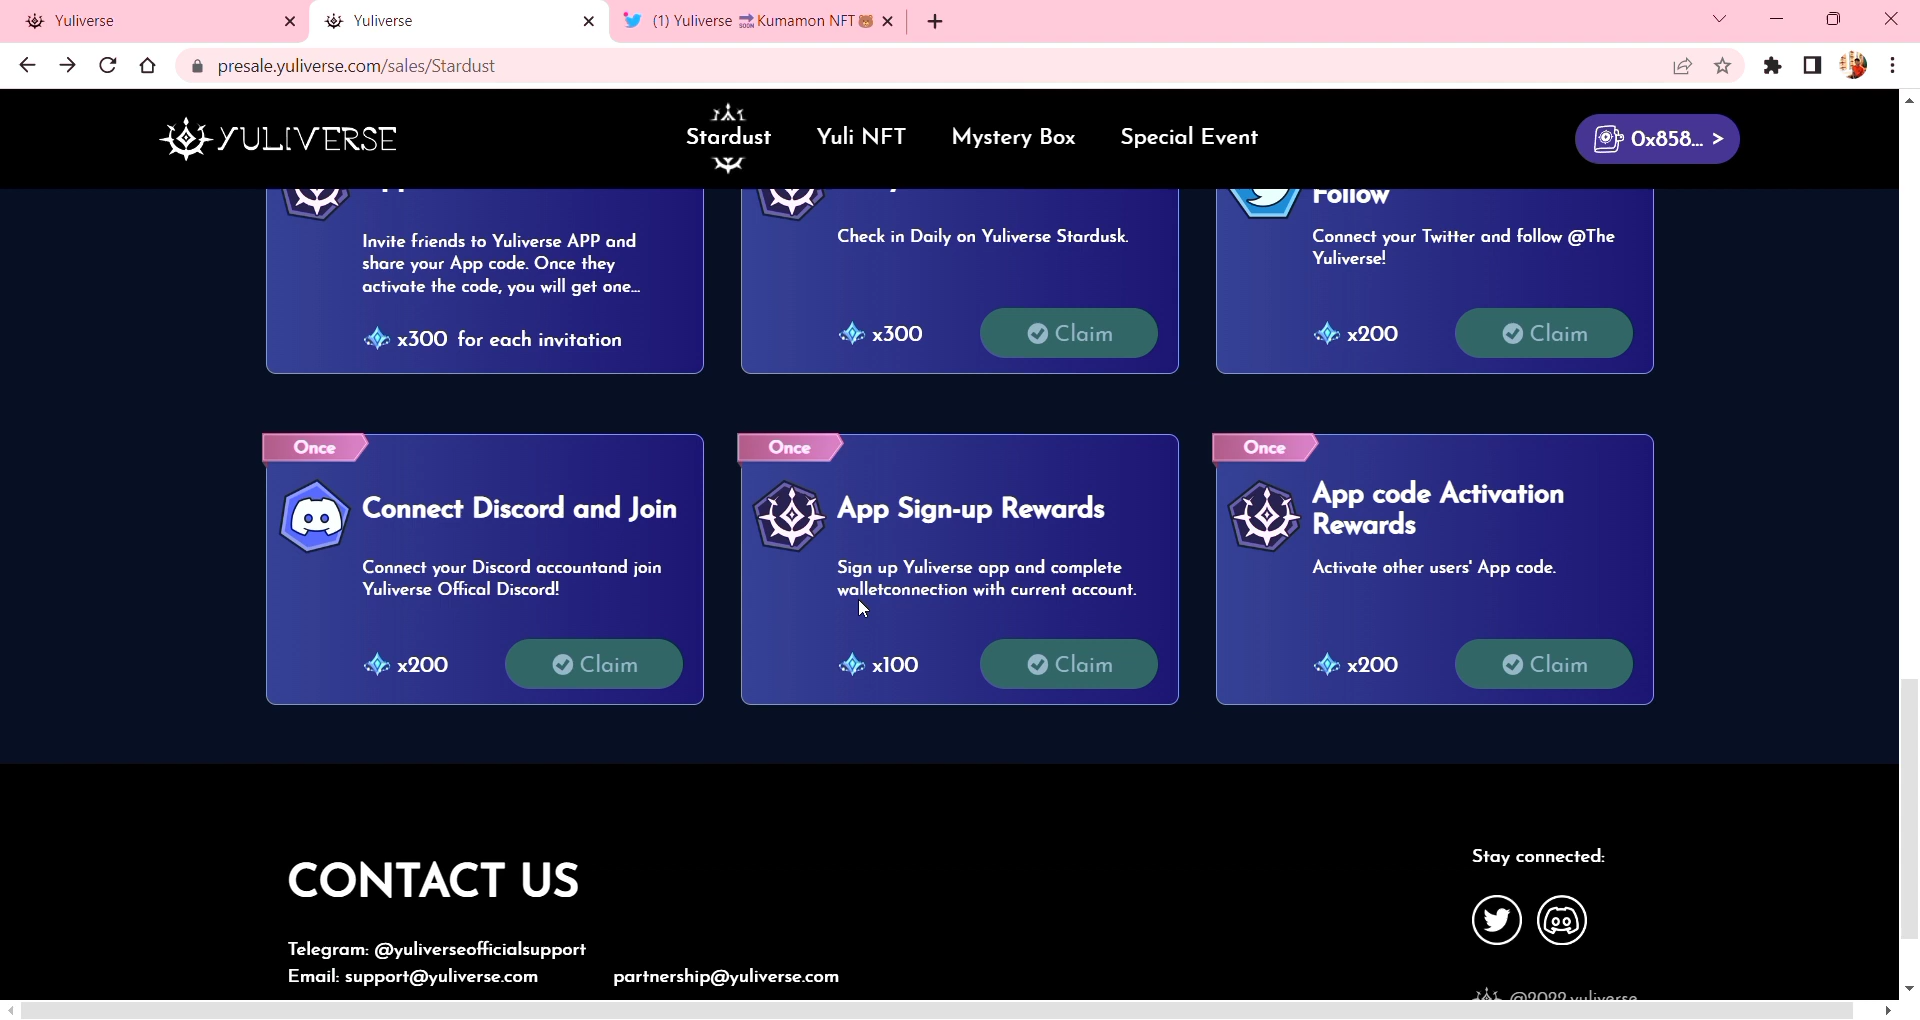 Yuliverse
Yuliverse
(1) Yuliverse 🔜Kumamon NFT🐻
presale.yuliverse.com/sales/Stardust
YULIVERSE
Stardust
Yuli NFT
Mystery Box
Special Event
0x858... >
Invite friends to Yuliverse APP and
share your App code. Once they
activate the code, you will get one...
x300 for each invitation
Check in Daily on Yuliverse Stardusk.
x300
Claim
Follow
Connect your Twitter and follow @The
Yuliverse!
x200
Claim
Once
Connect Discord and Join
Connect your Discord accountand join
Yuliverse Offical Discord!
x200
Claim
Once
App Sign-up Rewards
Sign up Yuliverse app and complete
walletconnection with current account.
x100
Claim
Once
App code Activation
Rewards
Activate other users' App code.
x200
Claim
CONTACT US
Telegram: @yuliverseofficialsupport
Email: support@yuliverse.com
partnership@yuliverse.com
Stay connected:
@2022 yuliverse